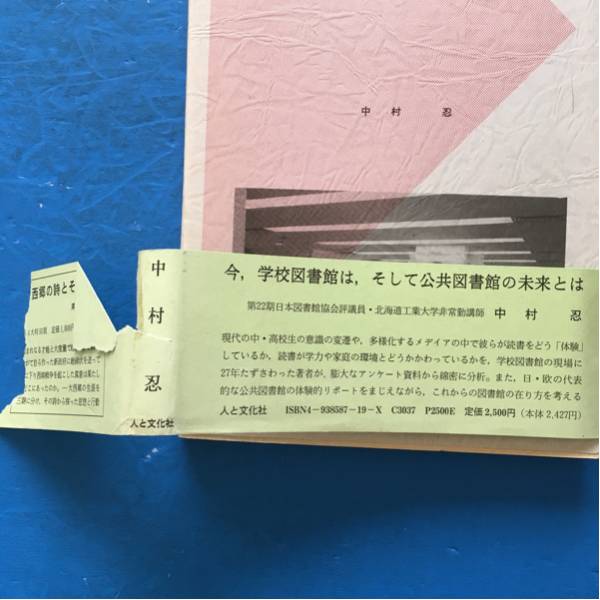 中村 忍
今，学校図書館は，そして公共図書館の未来とは
第22期日本図書館協会評議員・北海道工業大学非常勤講師 中村 忍
現代の中・高校生の意識の変遷や，多様化するメディアの中で彼らが読書をどう「体験」
しているか，読書が学力や家庭の環境とどうかかわっているかを，学校図書館の現場に
27年たずさわった著者が，膨大なアンケート資料から綿密に分析。また，日・欧の代表
的な公共図書館の体験的リポートをまじえながら，これからの図書館の在り方を考える
人と文化社 ISBN4-938587-19-X C3037 P2500E 定価2,500円（本体2,427円）
中村 忍
人と文化社
西郷の詩とそ